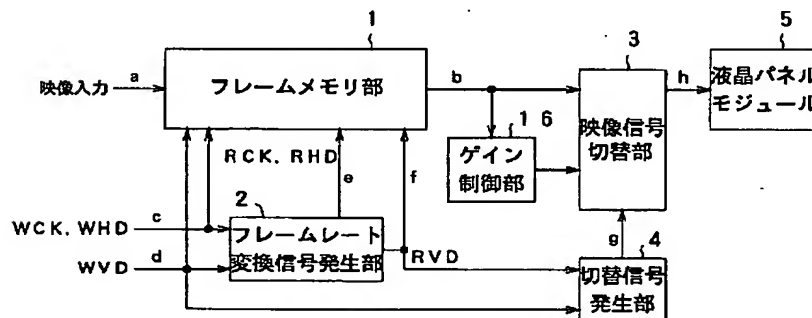 1
3
5
映像入力
a
フレームメモリ部
b
h
液晶パネル
モジュール
映像信号
切替部
1 6
ゲイン
制御部
RCK, RHD
e
f
2
WCK, WHD
c
フレームレート
変換信号発生部
WVD
d
RVD
g
4
切替信号
発生部